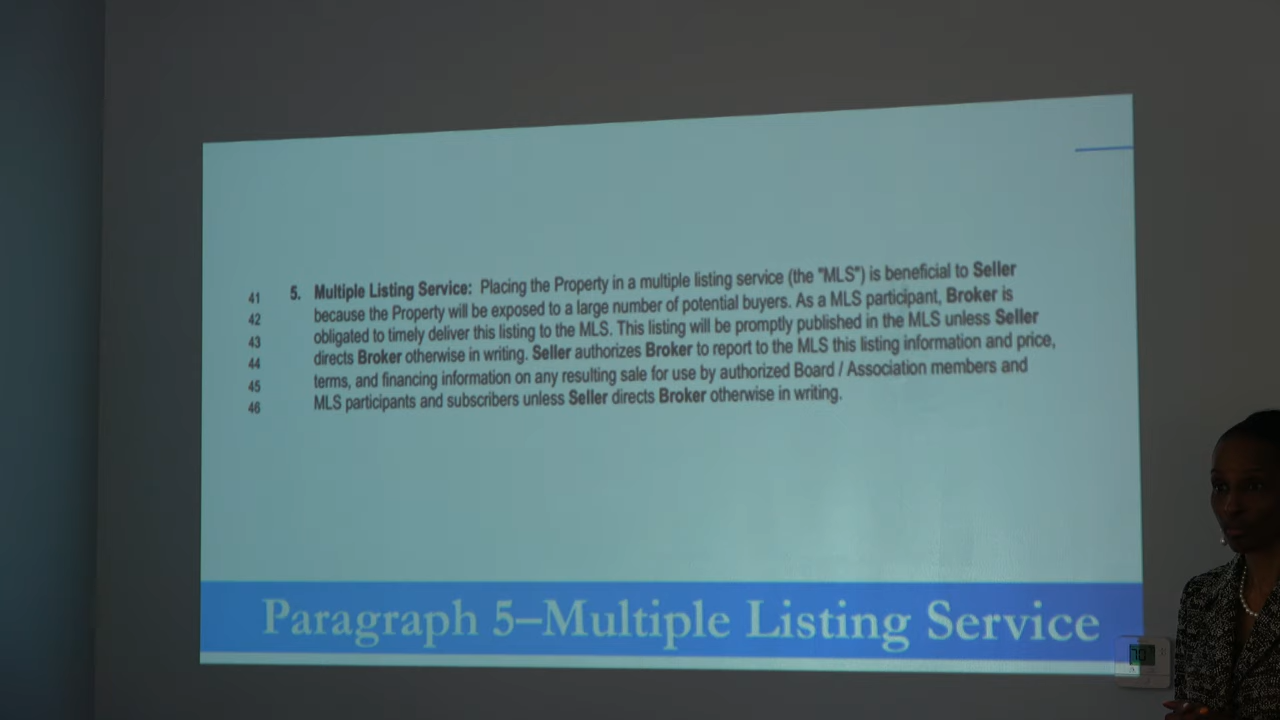 41 5. Multiple Listing Service: Placing the Property in a multiple listing service (the "MLS") is beneficial to Seller
42 because the Property will be exposed to a large number of potential buyers. As a MLS participant, Broker is
43 obligated to timely deliver this listing to the MLS. This listing will be promptly published in the MLS unless Seller
44 directs Broker otherwise in writing. Seller authorizes Broker to report to the MLS this listing information and price,
45 terms, and financing information on any resulting sale for use by authorized Board / Association members and
46 MLS participants and subscribers unless Seller directs Broker otherwise in writing.
Paragraph 5–Multiple Listing Service
70